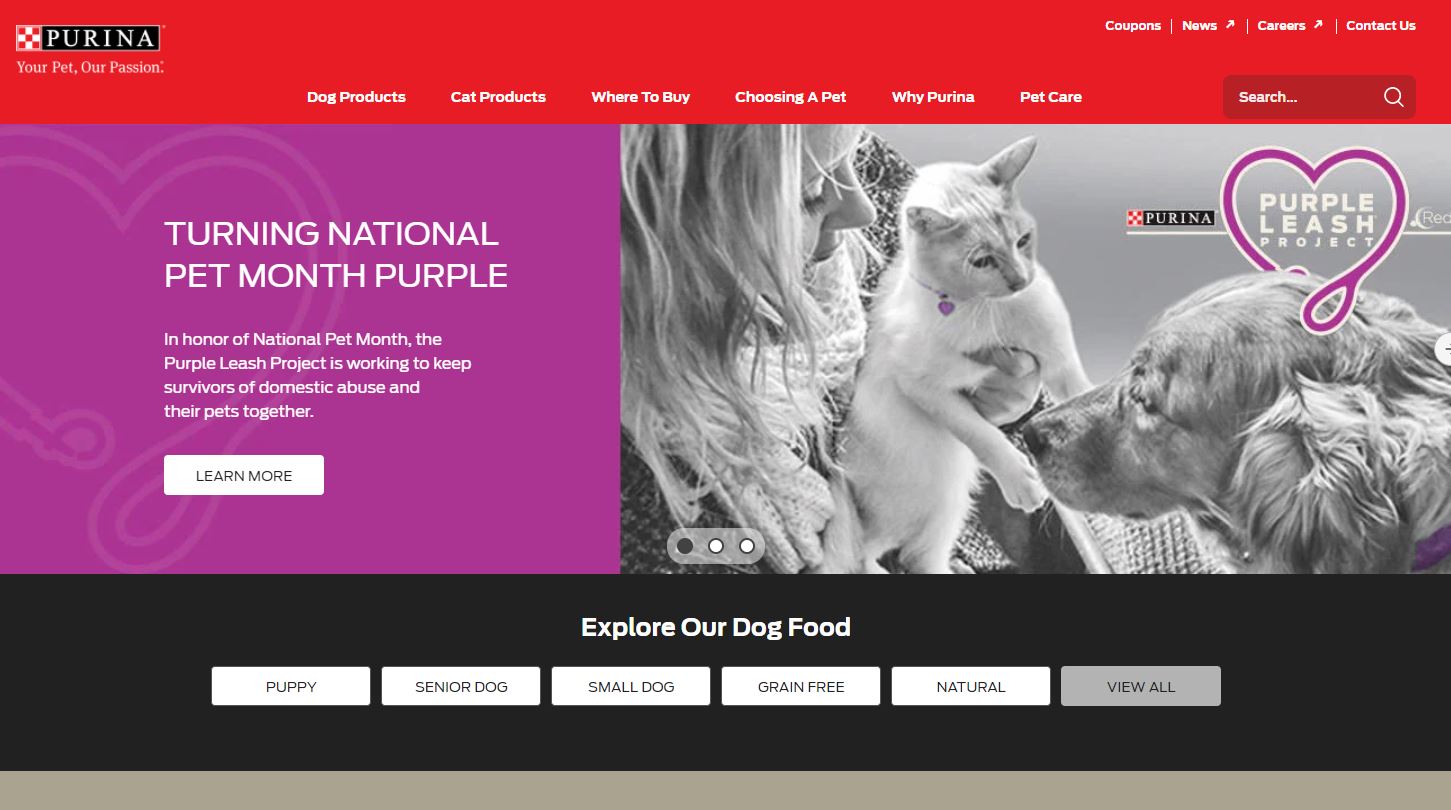 Coupons
News
Careers
Contact Us
PURINA
Your Pet, Our Passion.®
Dog Products
Cat Products
Where To Buy
Choosing A Pet
Why Purina
Pet Care
Search...
TURNING NATIONAL
PET MONTH PURPLE
In honor of National Pet Month, the
Purple Leash Project is working to keep
survivors of domestic abuse and
their pets together.
LEARN MORE
PURINA
PURPLE
LEASH
PROJECT
Red
Explore Our Dog Food
PUPPY
SENIOR DOG
SMALL DOG
GRAIN FREE
NATURAL
VIEW ALL